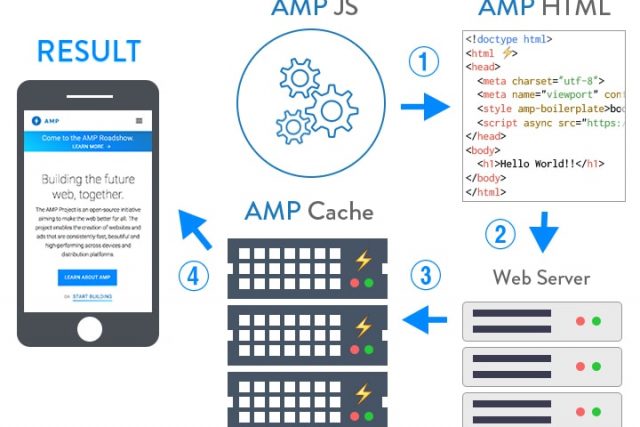 AMP JS
AMP HTML
RESULT
1
<!doctype html>
<html ⚡>
<head>
<meta charset="utf-8">
<meta name="viewport" con
<style amp-boilerplate>bo
<script async src="https:
</head>
<body>
<h1>Hello World!!</h1>
</body>
</html>
AMP
Come to the AMP Roadshow.
LEARN MORE →
Building the future
web, together.
The AMP Project is an open-source initiative
aiming to make the web better for all. The
project enables the creation of websites and
ads that are consistently fast, beautiful and
high-performing across devices and
distribution platforms.
LEARN ABOUT AMP
OR START BUILDING
AMP Cache
2
Web Server
3
4